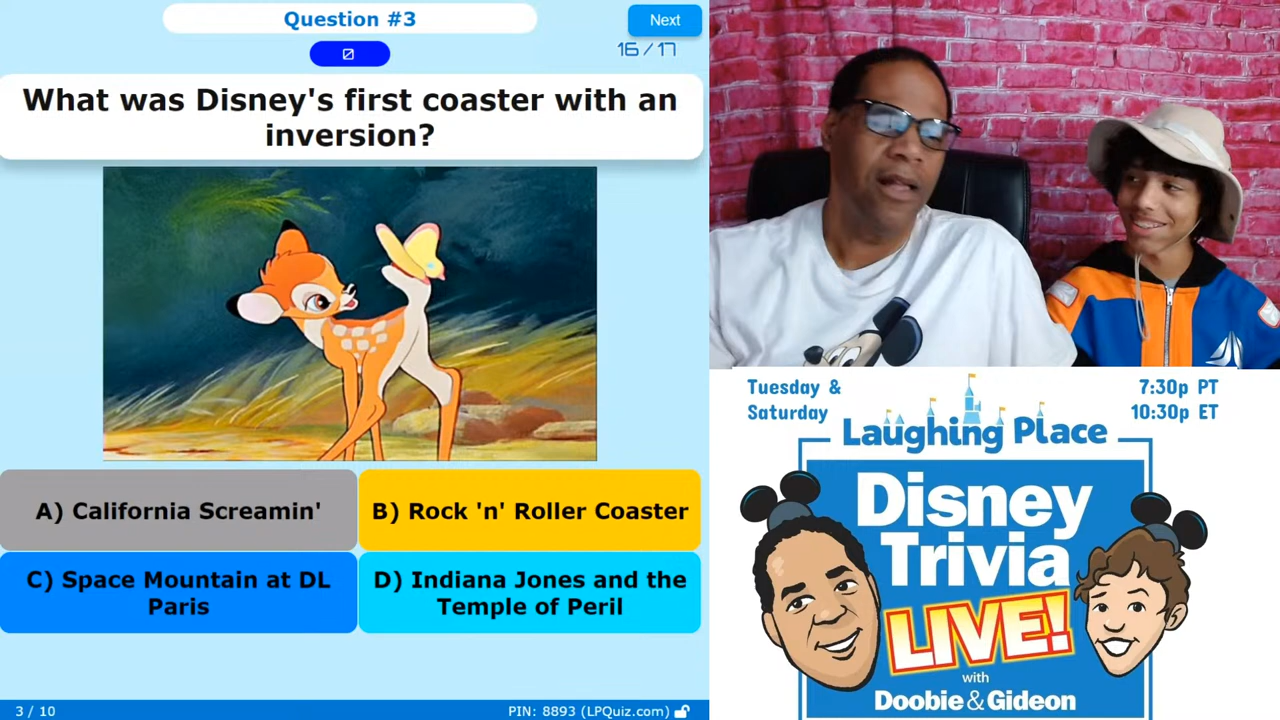 Question #3
Next
16/17
What was Disney's first coaster with an
inversion?
A) California Screamin'
B) Rock 'n' Roller Coaster
C) Space Mountain at DL
Paris
D) Indiana Jones and the
Temple of Peril
3 / 10
PIN: 8893 (LPQuiz.com)
Tuesday &
Saturday
7:30p PT
10:30p ET
Laughing Place
Disney
Trivia
LIVE!
with
Doobie & Gideon